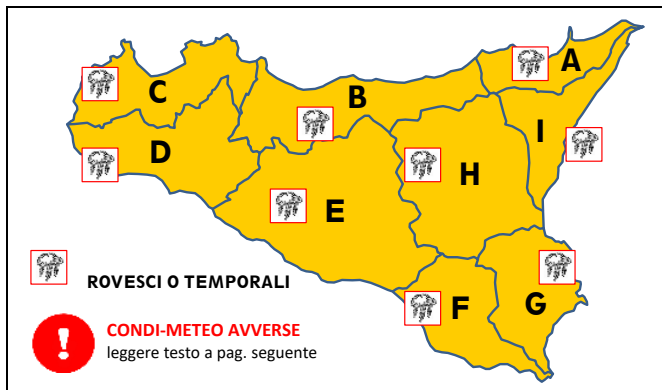 A
C
B
I
D
H
E
F
G
ROVESCI O TEMPORALI
CONDI-METEO AVVERSE
leggere testo a pag. seguente